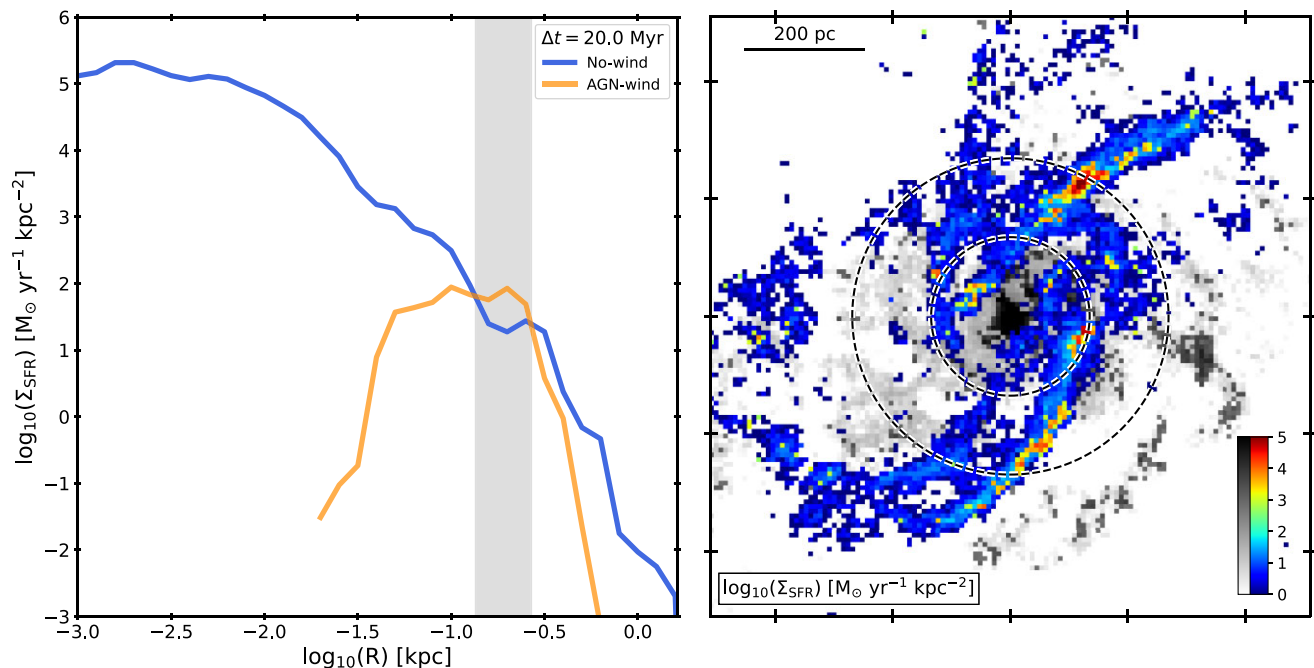 6
5
4
3
2
1
0
−1
−2
−3
log₁₀(Σ_SFR) [M⊙ yr⁻¹ kpc⁻²]
Δt = 20.0 Myr
No-wind
AGN-wind
−3.0 −2.5 −2.0 −1.5 −1.0 −0.5 0.0
log₁₀(R) [kpc]
200 pc
5
4
3
2
1
0
log₁₀(Σ_SFR) [M⊙ yr⁻¹ kpc⁻²]